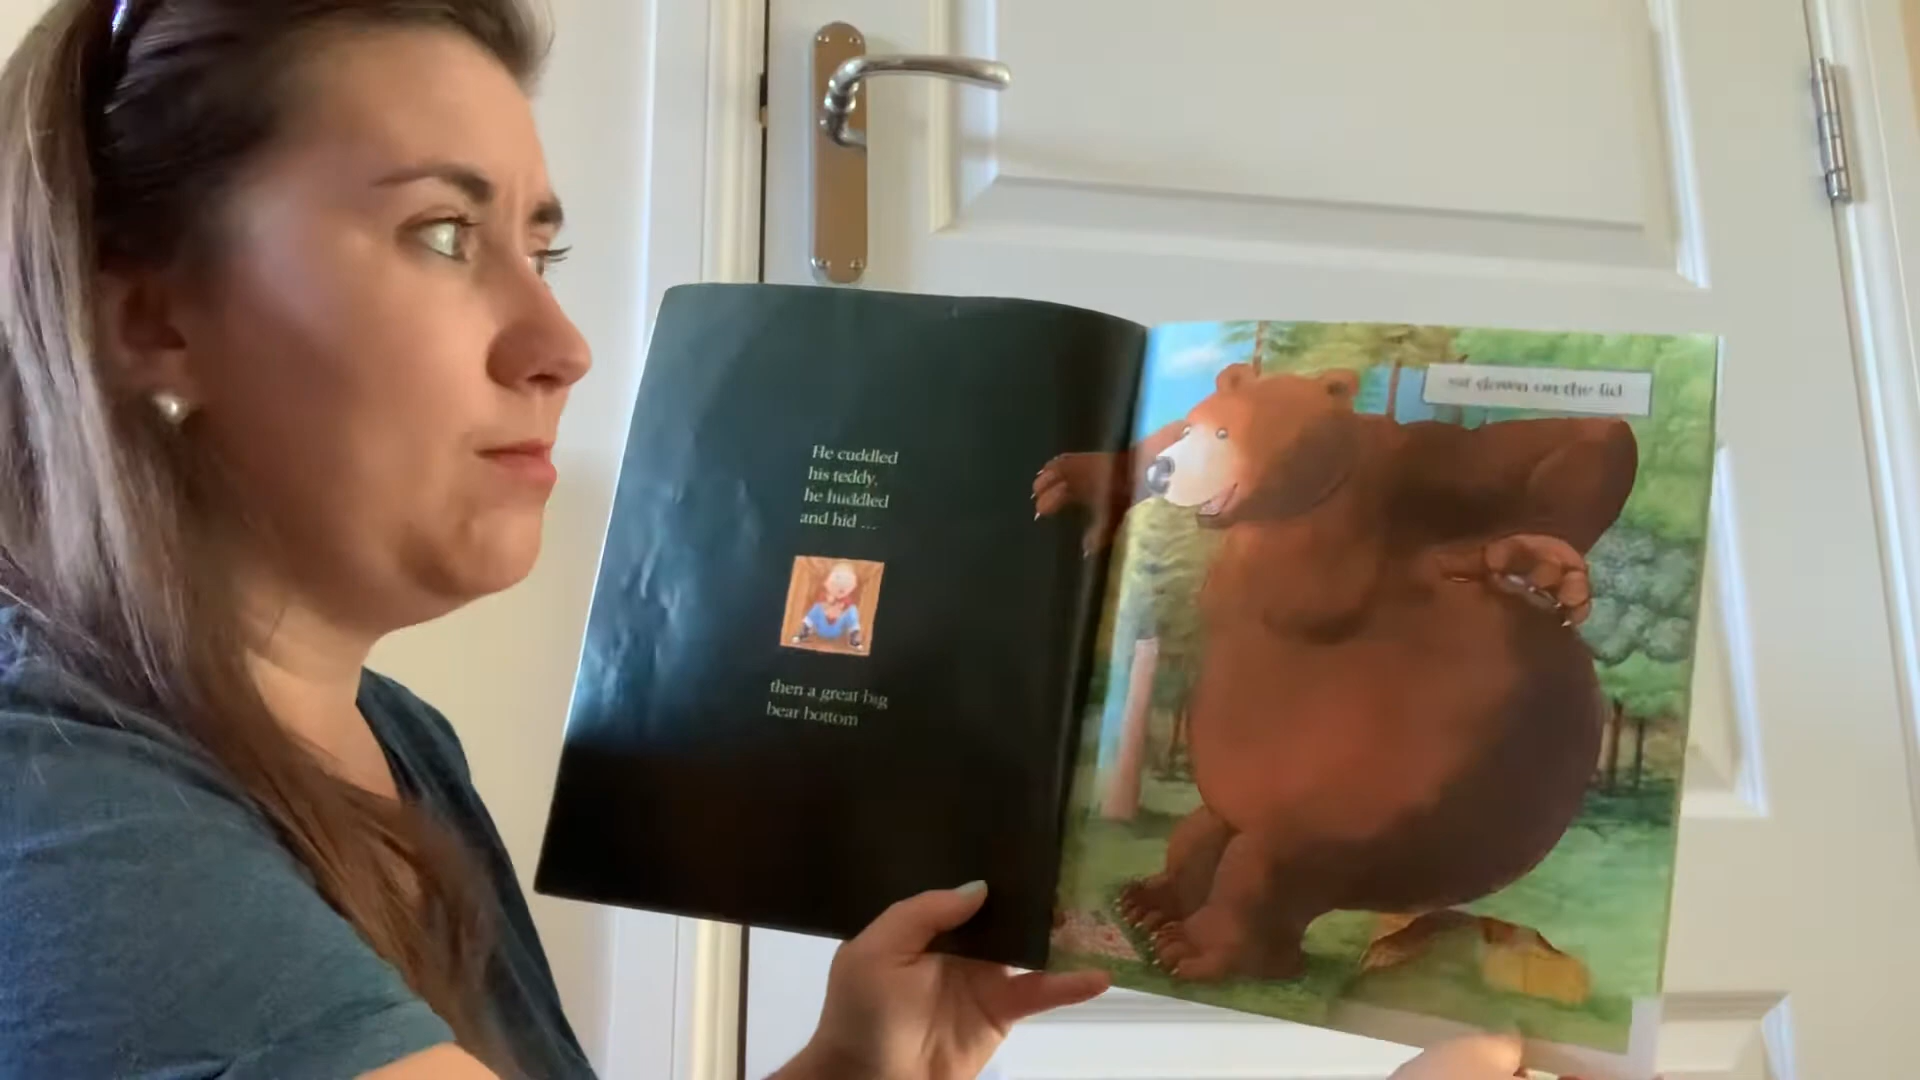 He cuddled
his teddy,
he huddled
and hid ...
then a great big
bear bottom
sat down on the lid